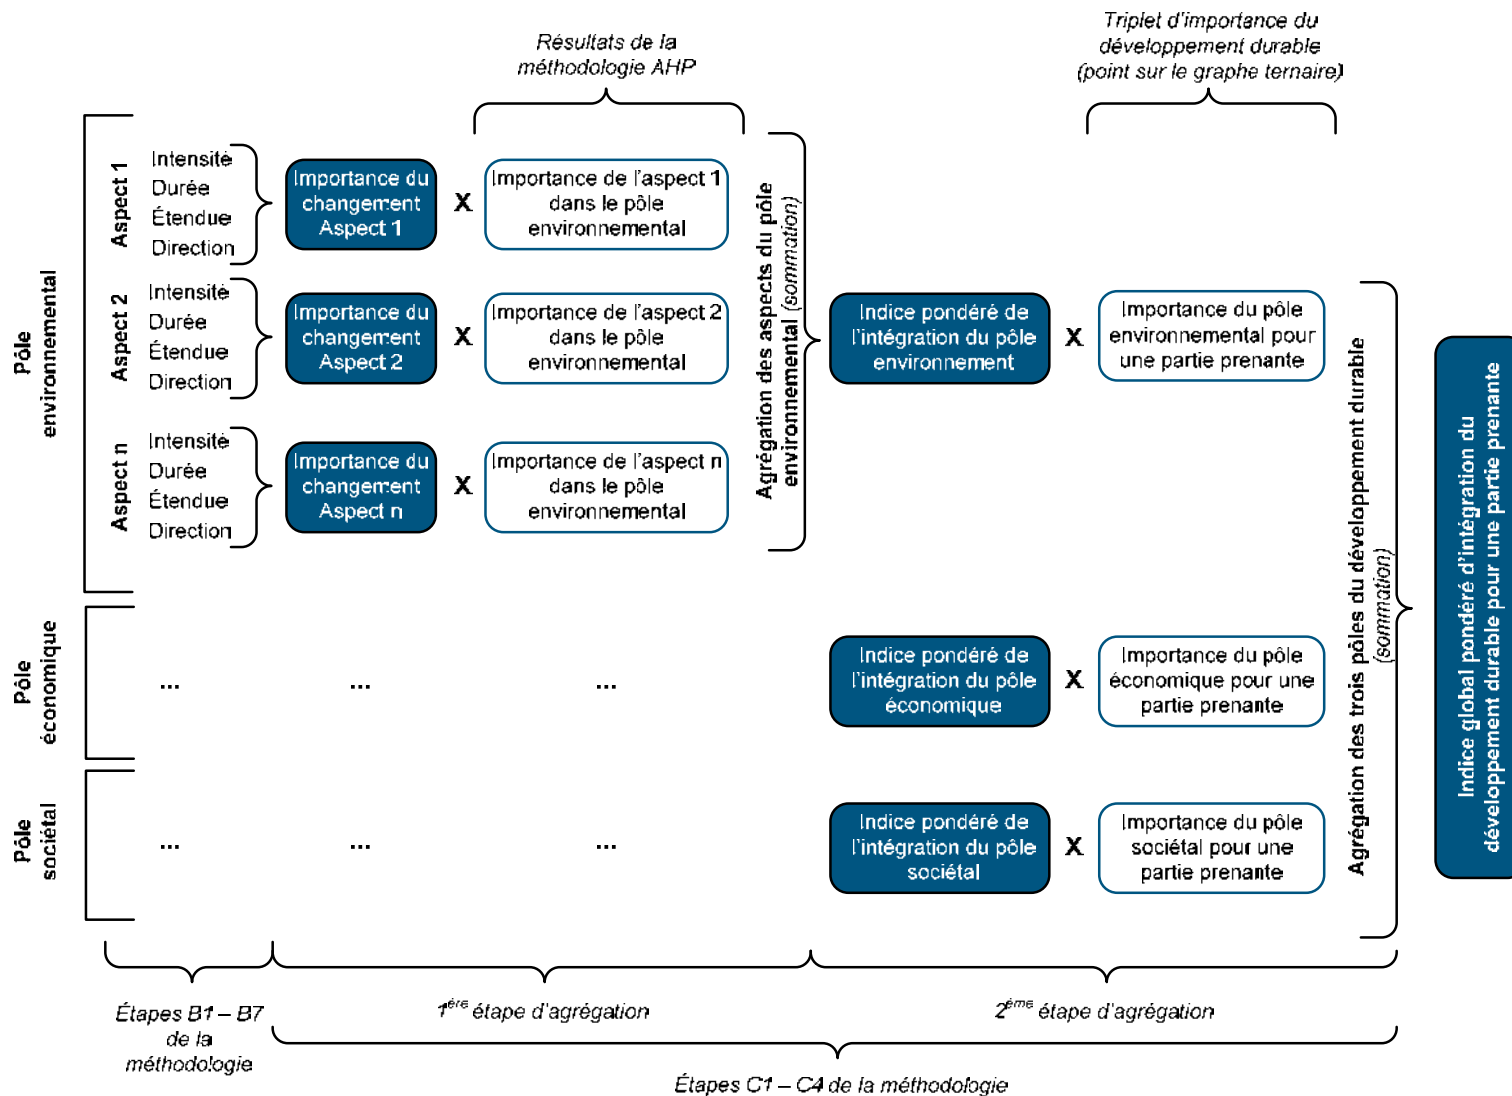 Résultats de la
méthodologie AHP
Triplet d'importance du
développement durable
(point sur le graphe ternaire)
Pôle
environnemental
Aspect 1
Intensité
Durée
Étendue
Direction
Importance du
changement
Aspect 1
X
Importance de l'aspect 1
dans le pôle
environnemental
Aspect 2
Intensité
Durée
Étendue
Direction
Importance du
changement
Aspect 2
X
Importance de l'aspect 2
dans le pôle
environnemental
Aspect n
Intensité
Durée
Étendue
Direction
Importance du
changement
Aspect n
X
Importance de l'aspect n
dans le pôle
environnemental
Agrégation des aspects du pôle
environnemental (sommation)
Indice pondéré de
l'intégration du pôle
environnement
X
Importance du pôle
environnemental pour
une partie prenante
Pôle
économique
...
...
...
Indice pondéré de
l'intégration du pôle
économique
X
Importance du pôle
économique pour une
partie prenante
Pôle
sociétal
...
...
...
Indice pondéré de
l'intégration du pôle
sociétal
X
Importance du pôle
sociétal pour une
partie prenante
Agrégation des trois pôles du développement durable
(sommation)
Indice global pondéré d'intégration du
développement durable pour une partie prenante
Étapes B1 – B7
de la
méthodologie
1ère étape d'agrégation
2ème étape d'agrégation
Étapes C1 – C4 de la méthodologie